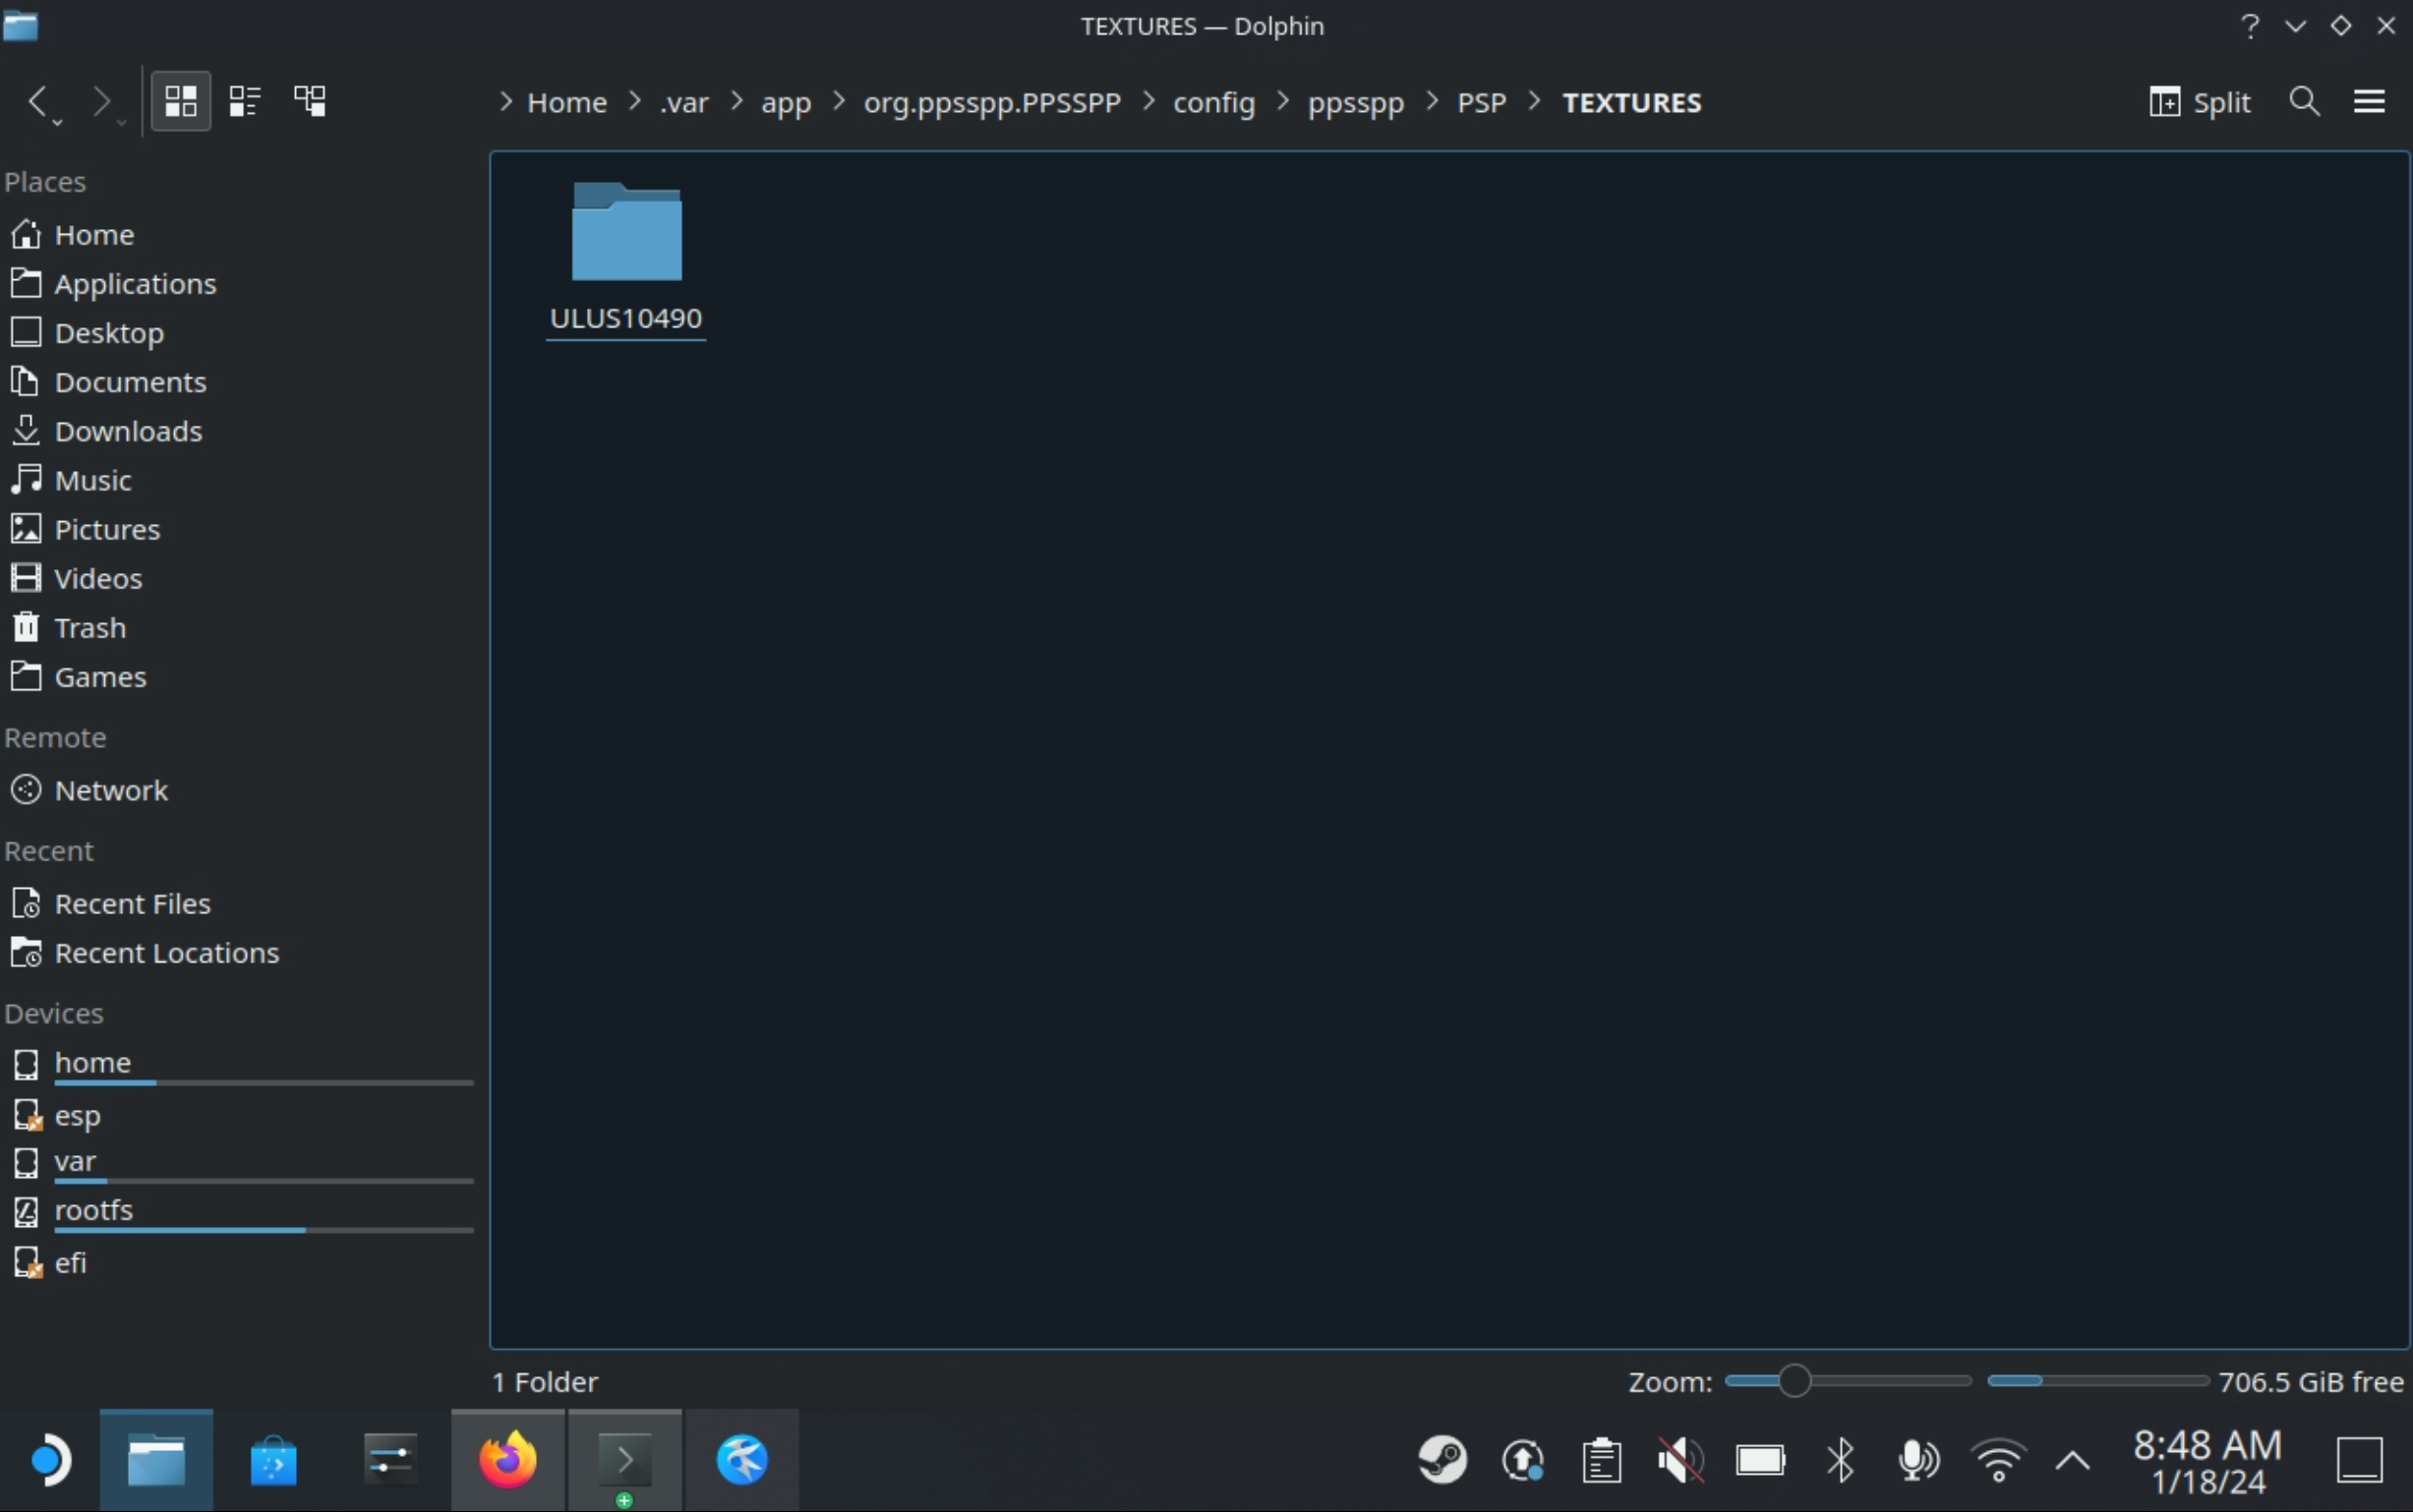 TEXTURES — Dolphin
Home > .var > app > org.ppsspp.PPSSPP > config > ppsspp > PSP > TEXTURES
Split
Places
Home
Applications
Desktop
Documents
Downloads
Music
Pictures
Videos
Trash
Games
Remote
Network
Recent
Recent Files
Recent Locations
Devices
home
esp
var
rootfs
efi
ULUS10490
1 Folder
Zoom:
706.5 GiB free
8:48 AM
1/18/24